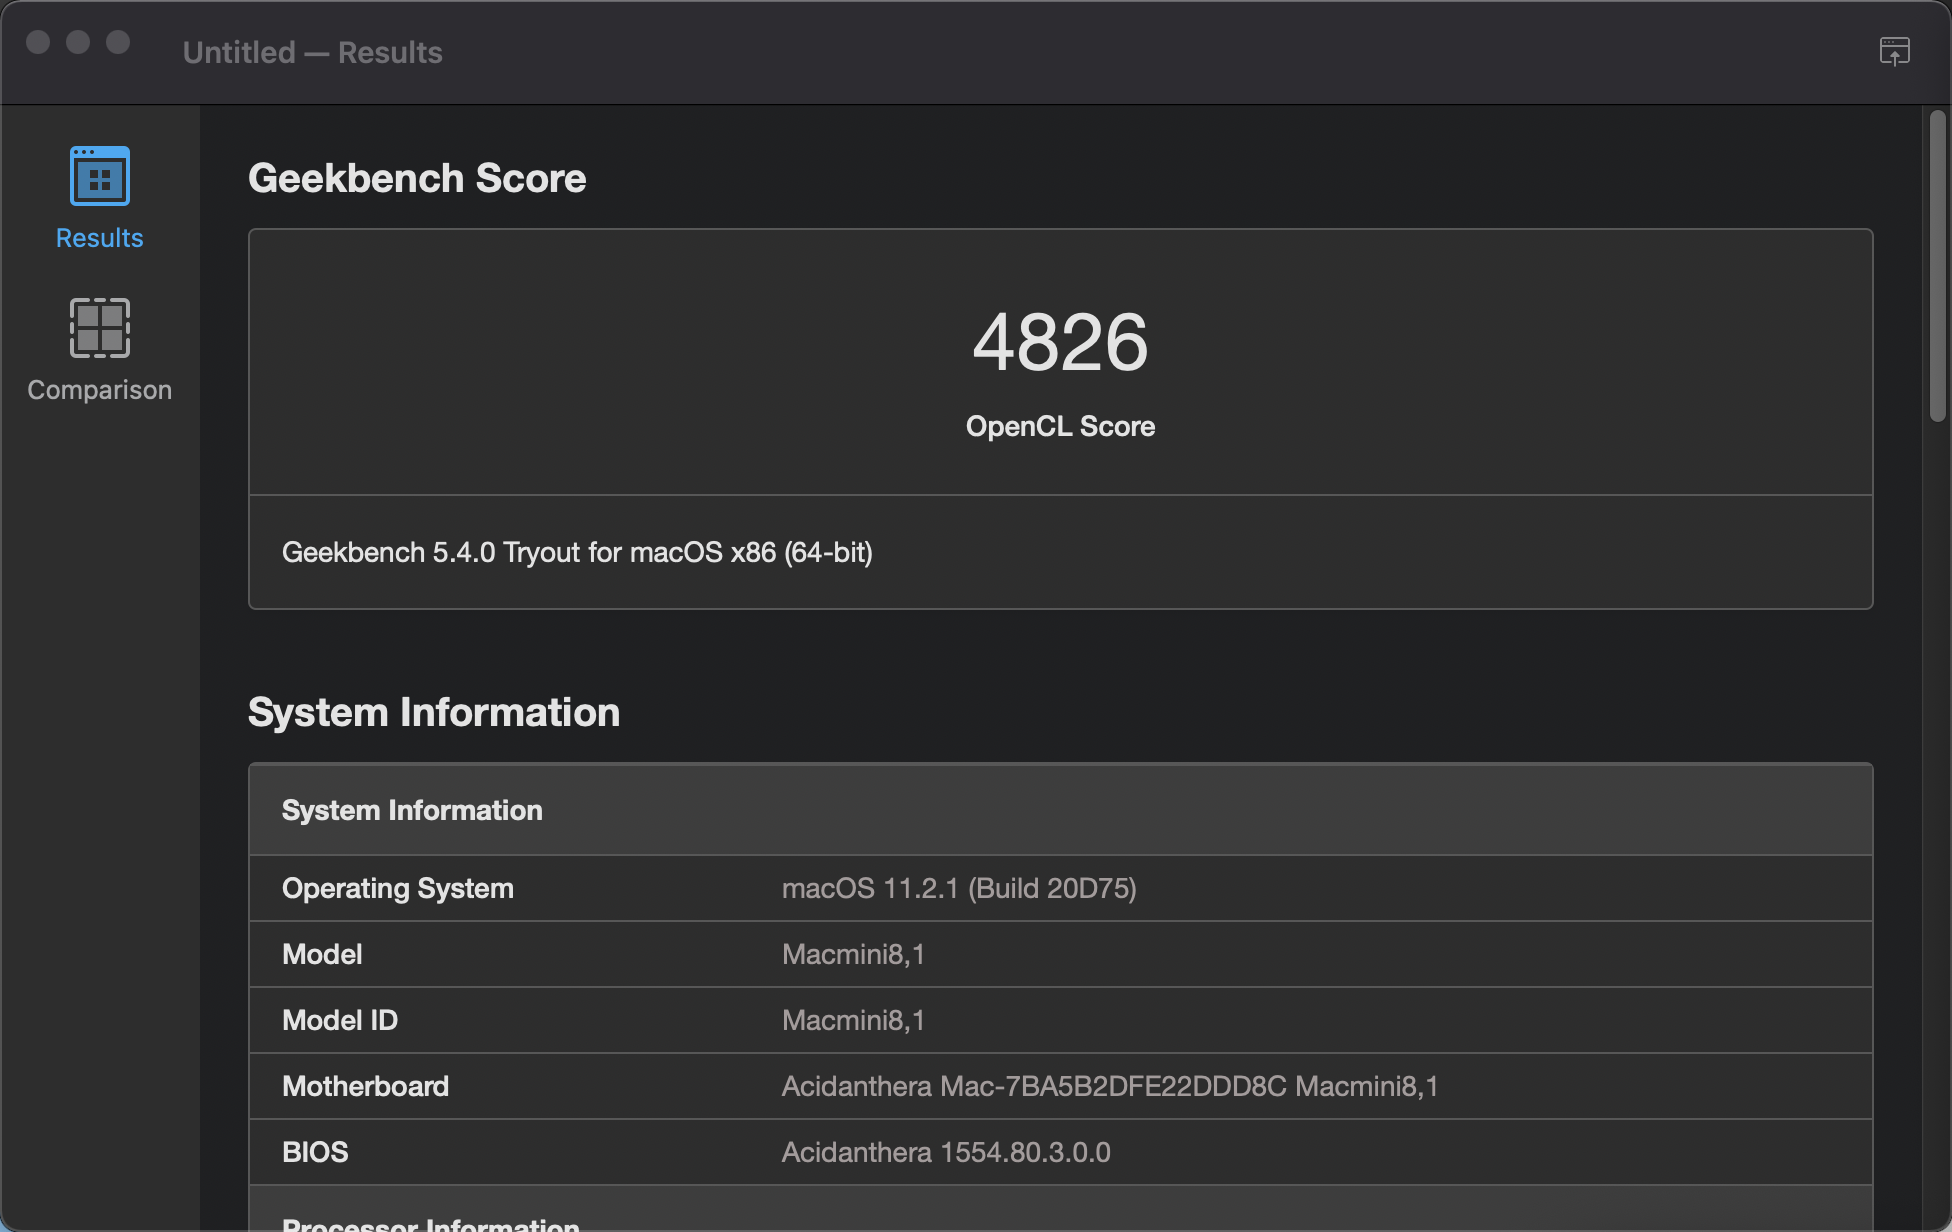 Untitled — Results
Results
Comparison
Geekbench Score
4826
OpenCL Score
Geekbench 5.4.0 Tryout for macOS x86 (64-bit)
System Information
System Information
Operating System macOS 11.2.1 (Build 20D75)
Model Macmini8,1
Model ID Macmini8,1
Motherboard Acidanthera Mac-7BA5B2DFE22DDD8C Macmini8,1
BIOS Acidanthera 1554.80.3.0.0
Processor Information